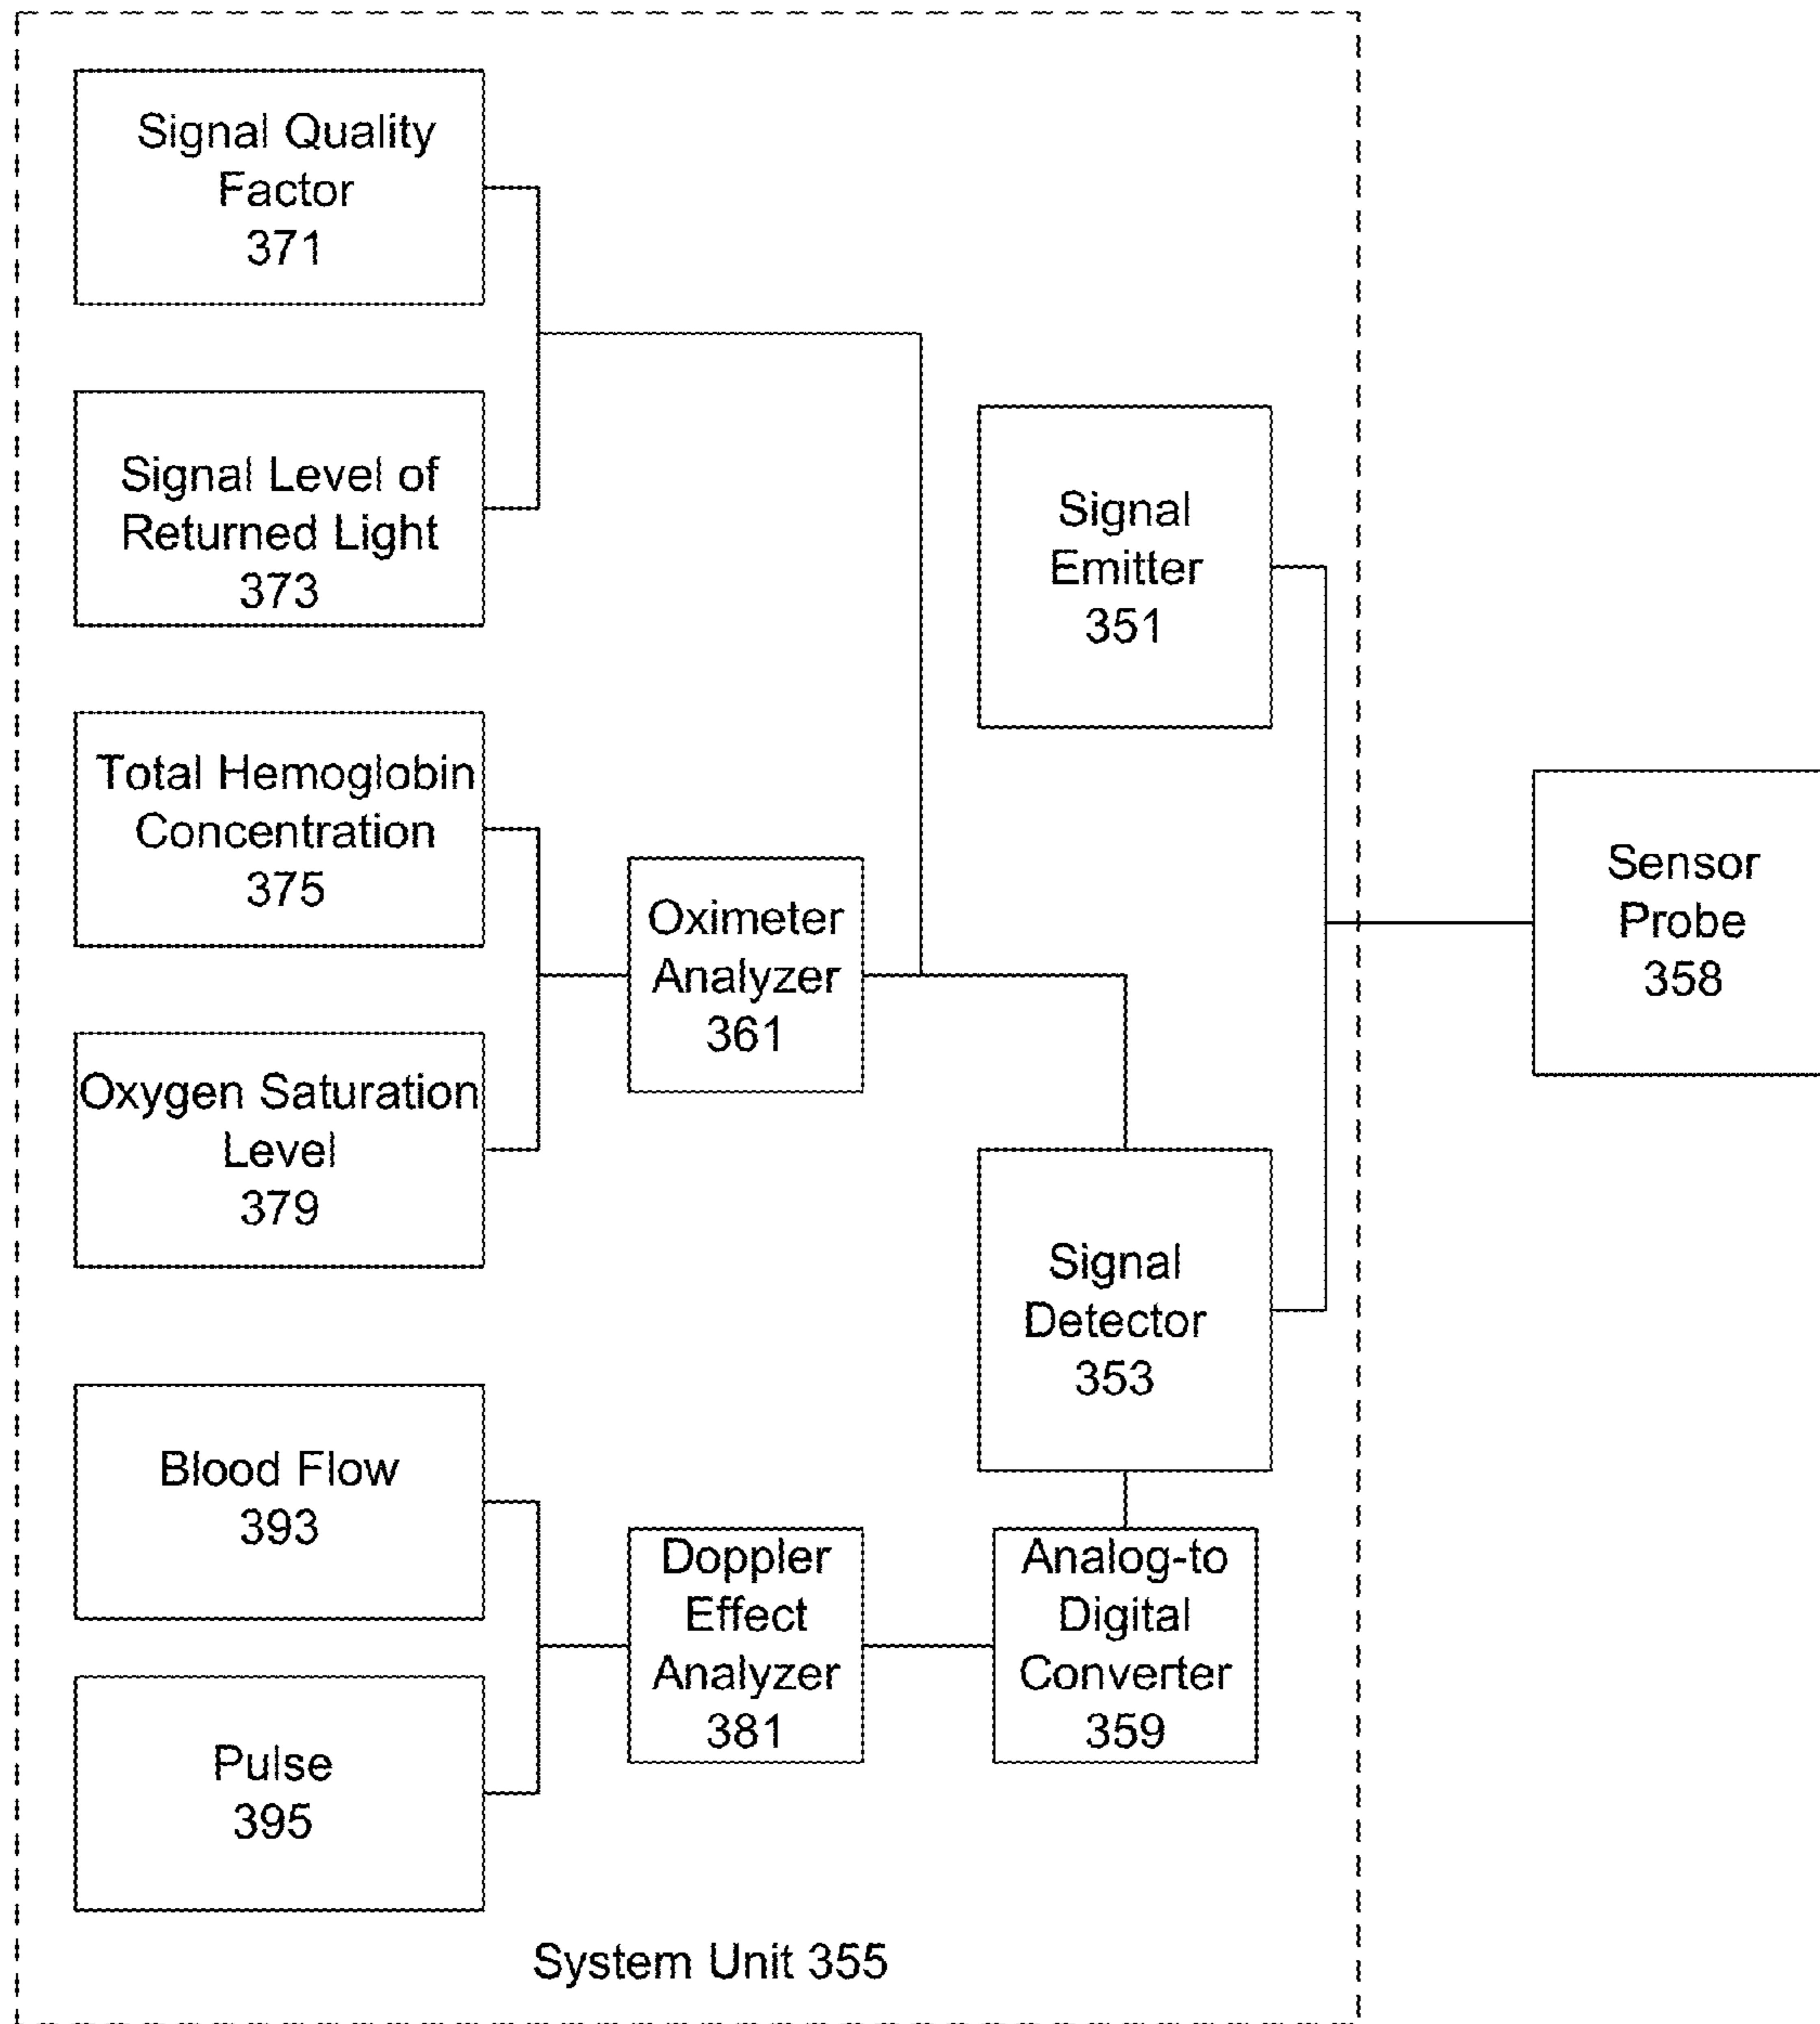 Signal Quality
Factor
371
Signal Level of
Returned Light
373
Total Hemoglobin
Concentration
375
Oxygen Saturation
Level
379
Blood Flow
393
Pulse
395
Oximeter
Analyzer
361
Doppler
Effect
Analyzer
381
Signal
Emitter
351
Signal
Detector
353
Analog-to
Digital
Converter
359
Sensor
Probe
358
System Unit 355